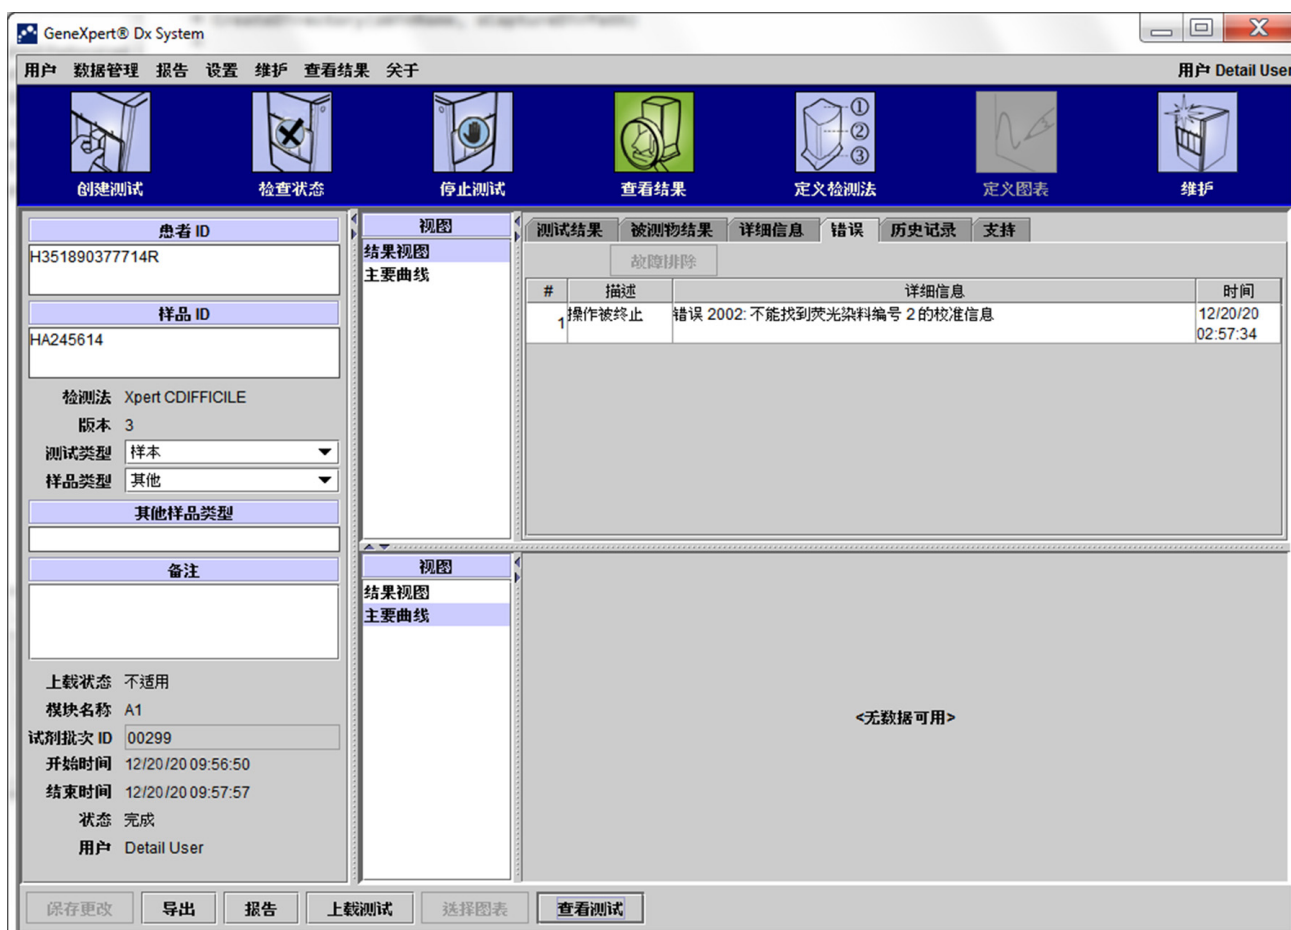 GeneXpert® Dx System
用户 数据管理 报告 设置 维护 查看结果 关于
用户 Detail User
① ② ③
创建测试 检查状态 停止测试 查看结果 定义检测法 定义图表 维护
患者 ID
H351890377714R
样品 ID
HA245614
检测法 Xpert CDIFFICILE
版本 3
测试类型 样本
样品类型 其他
其他样品类型
备注
上载状态 不适用
模块名称 A1
试剂批次 ID 00299
开始时间 12/20/20 09:56:50
结束时间 12/20/20 09:57:57
状态 完成
用户 Detail User
视图
结果视图
主要曲线
测试结果 被测物结果 详细信息 错误 历史记录 支持
故障排除
# 描述 详细信息 时间
1 操作被终止 错误 2002: 不能找到荧光染料编号 2 的校准信息 12/20/20
02:57:34
视图
结果视图
主要曲线
<无数据可用>
保存更改 导出 报告 上载测试 选择图表 查看测试